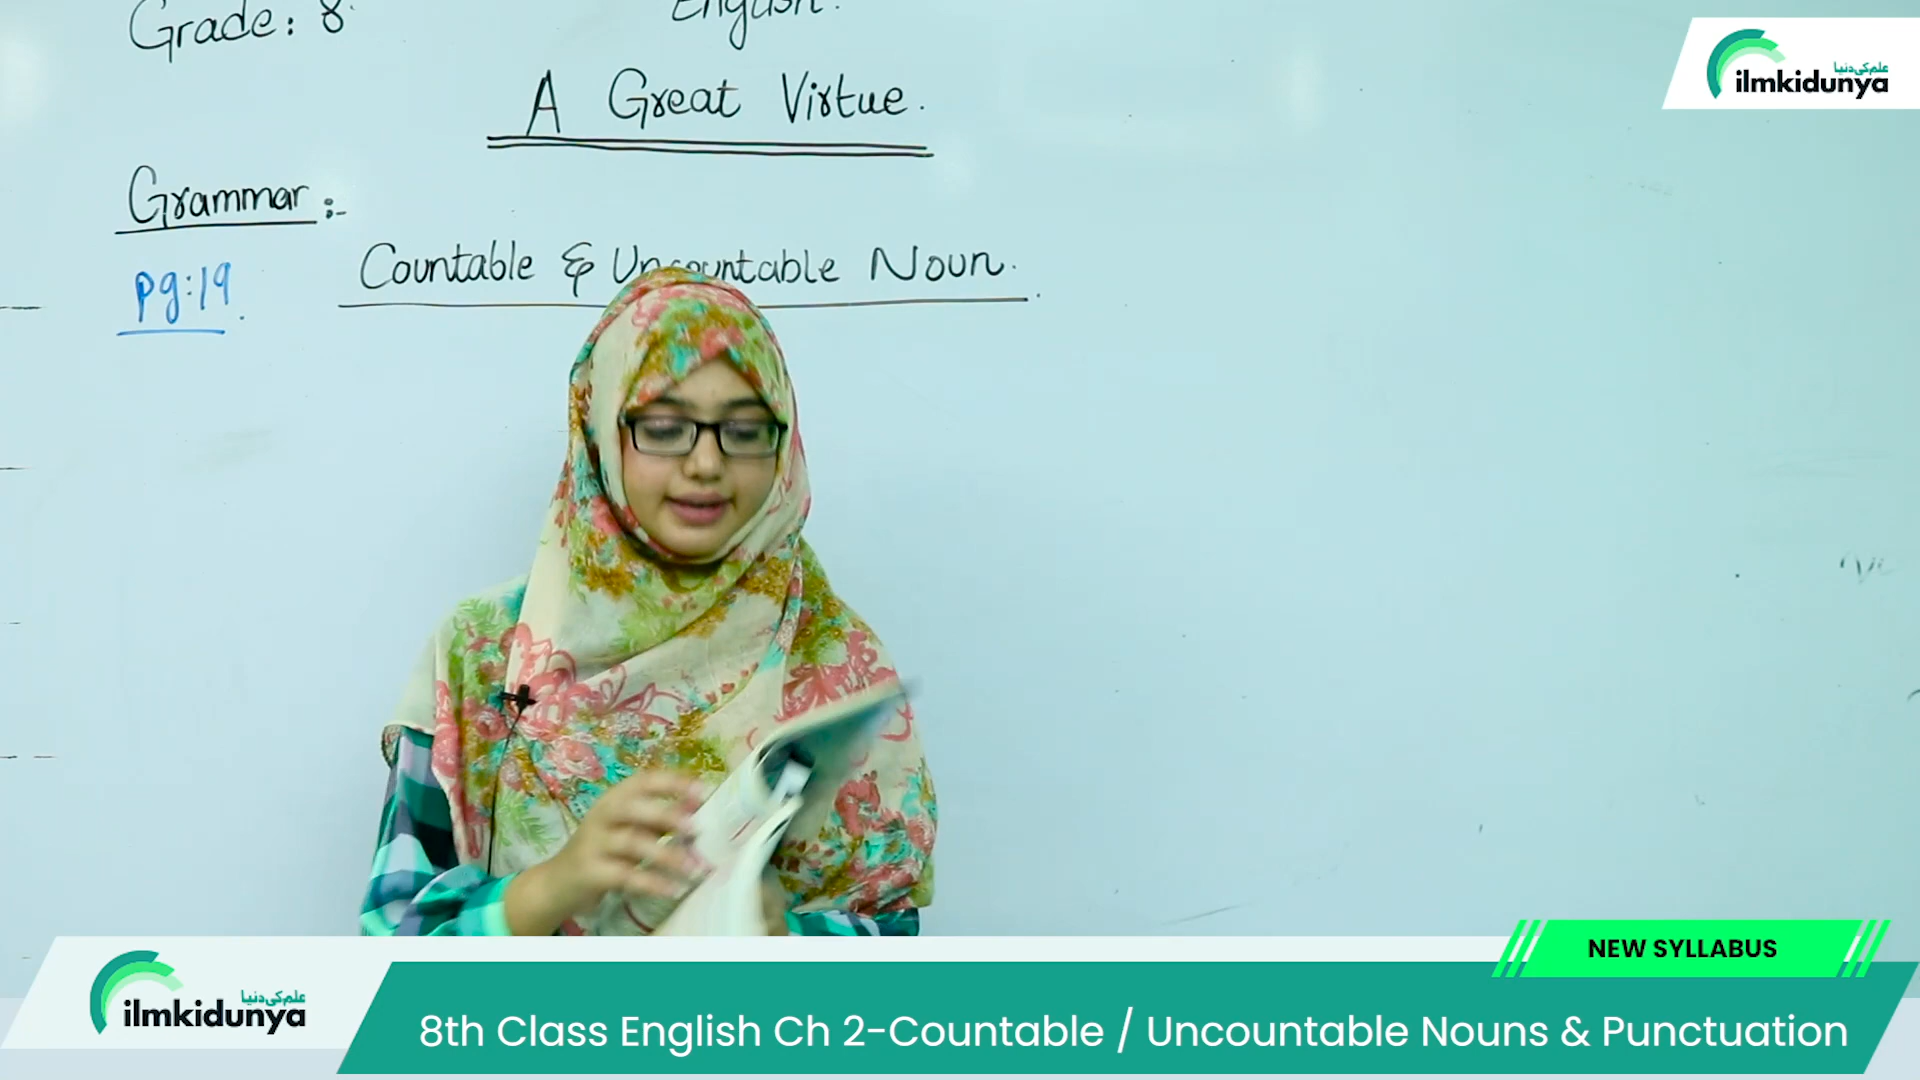 Grade: 8
English.
A Great Virtue.
Grammar :-
pg:19.
Countable & Uncountable Noun.
علم کی دنیا
ilmkidunya
NEW SYLLABUS
علم کی دنیا
ilmkidunya
8th Class English Ch 2-Countable / Uncountable Nouns & Punctuation